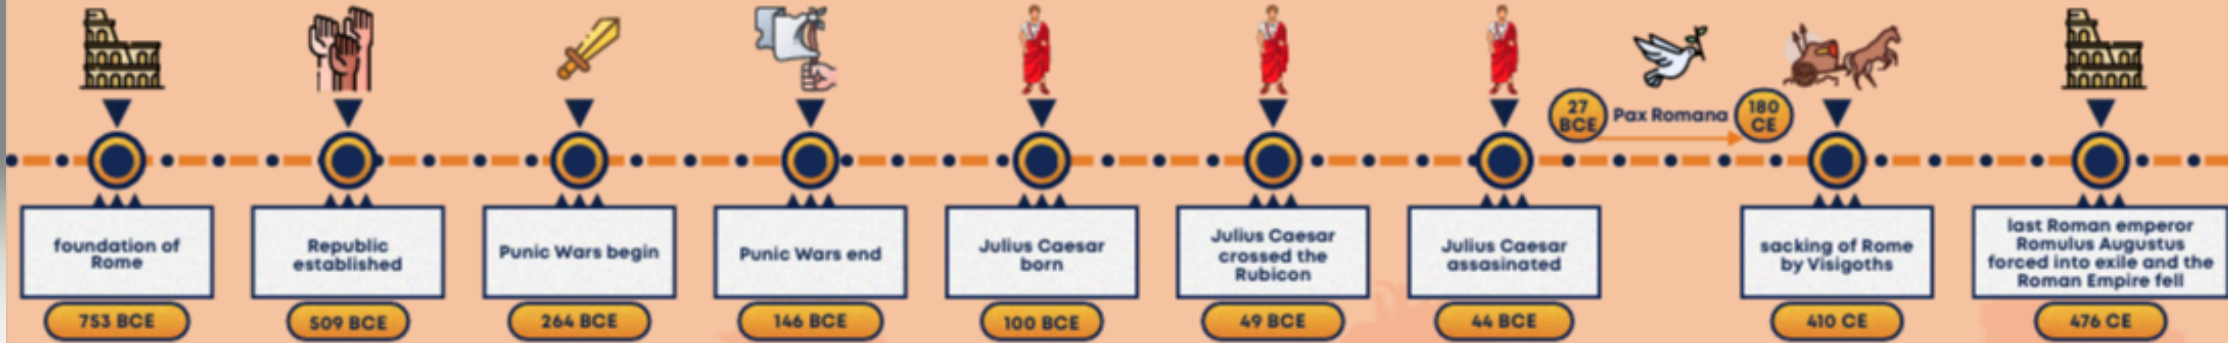 foundation of
Rome
753 BCE
Republic
established
509 BCE
Punic Wars begin
264 BCE
Punic Wars end
146 BCE
Julius Caesar
born
100 BCE
Julius Caesar
crossed the
Rubicon
49 BCE
Julius Caesar
assasinated
44 BCE
27
BCE
Pax Romana
180
CE
sacking of Rome
by Visigoths
410 CE
last Roman emperor
Romulus Augustus
forced into exile and the
Roman Empire fell
476 CE